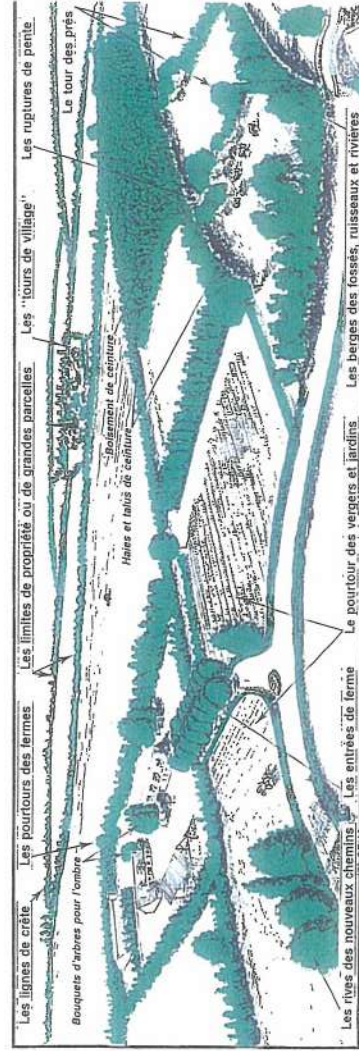 Les lignes de crête
Les pourtours des fermes
Les limites de propriété ou de grandes parcelles
Les "tours de village"
Les ruptures de pente
Le tour des prés
Bouquets d'arbres pour l'ombre
Boisement de ceinture
Haies et talus de ceinture
Les rives des nouveaux chemins
Les entrées de ferme
Le pourtour des vergers et jardins
Les berges des fossés, ruisseaux et rivières